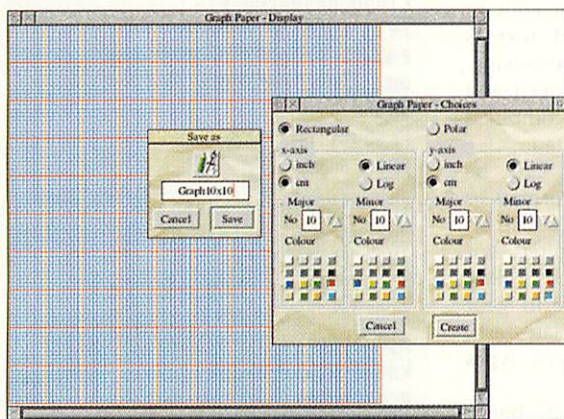 Graph Paper - Display
Save as
Graph10x10
Cancel Save
Graph Paper - Choices
Rectangular Polar
x-axis y-axis
inch Linear inch Linear
cm Log cm Log
Major Minor Major Minor
No 10 No 10 No 10 No 10
Colour Colour Colour Colour
Cancel Create